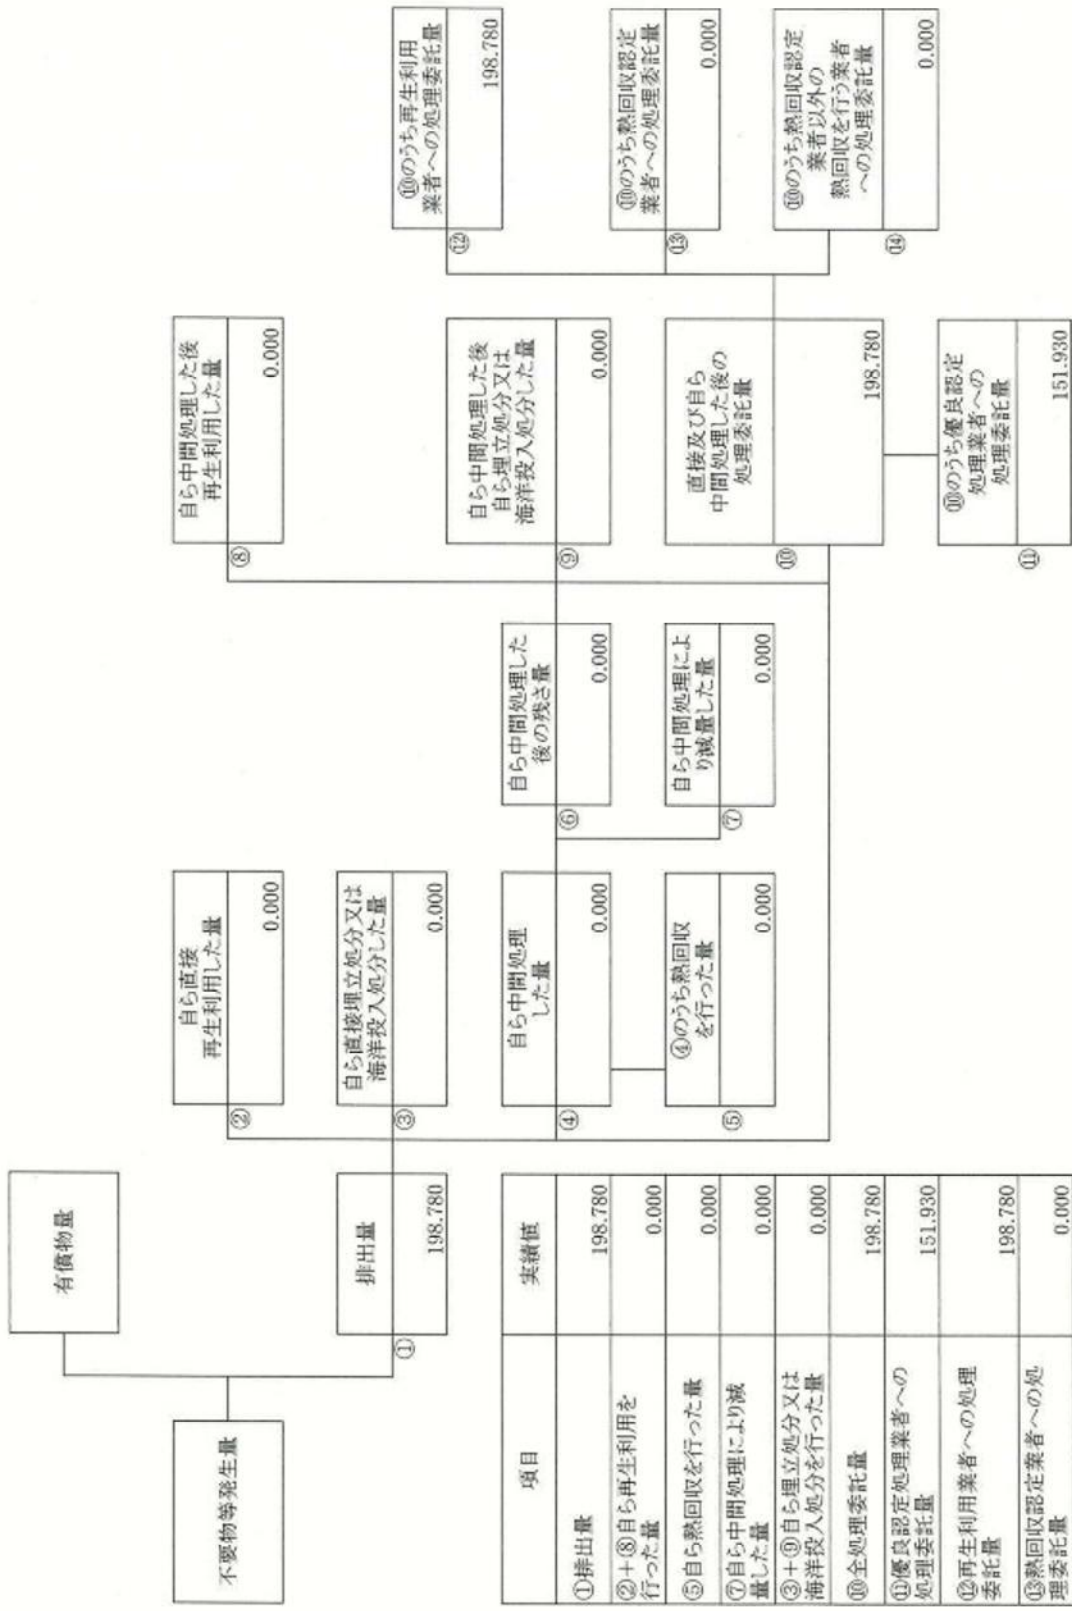 不要物等発生量
有償物量
①
排出量
198.780
②
自ら直接
再生利用した量
0.000
③
自ら直接埋立処分又は
海洋投入処分した量
0.000
④
自ら中間処理
した量
0.000
⑤
④のうち熱回収
を行った量
0.000
⑥
自ら中間処理した
後の残さ量
0.000
⑦
自ら中間処理によ
り減量した量
0.000
⑧
自ら中間処理した後
再生利用した量
0.000
⑨
自ら中間処理した後
自ら埋立処分又は
海洋投入処分した量
0.000
⑩
直接及び自ら
中間処理した後の
処理委託量
198.780
⑪
⑩のうち優良認定
処理業者への
処理委託量
151.930
⑫
⑩のうち再生利用
業者への処理委託量
198.780
⑬
⑩のうち熱回収認定
業者への処理委託量
0.000
⑭
⑩のうち熱回収認定
業者以外の
熱回収を行う業者
への処理委託量
0.000
項目 実績値
①排出量 198.780
②+⑧自ら再生利用を
行った量 0.000
⑤自ら熱回収を行った量 0.000
⑦自ら中間処理により減
量した量 0.000
③+⑨自ら埋立処分又は
海洋投入処分を行った量 0.000
⑩全処理委託量 198.780
⑪優良認定処理業者への
処理委託量 151.930
⑫再生利用業者への処理
委託量 198.780
⑬熱回収認定業者への処
理委託量 0.000